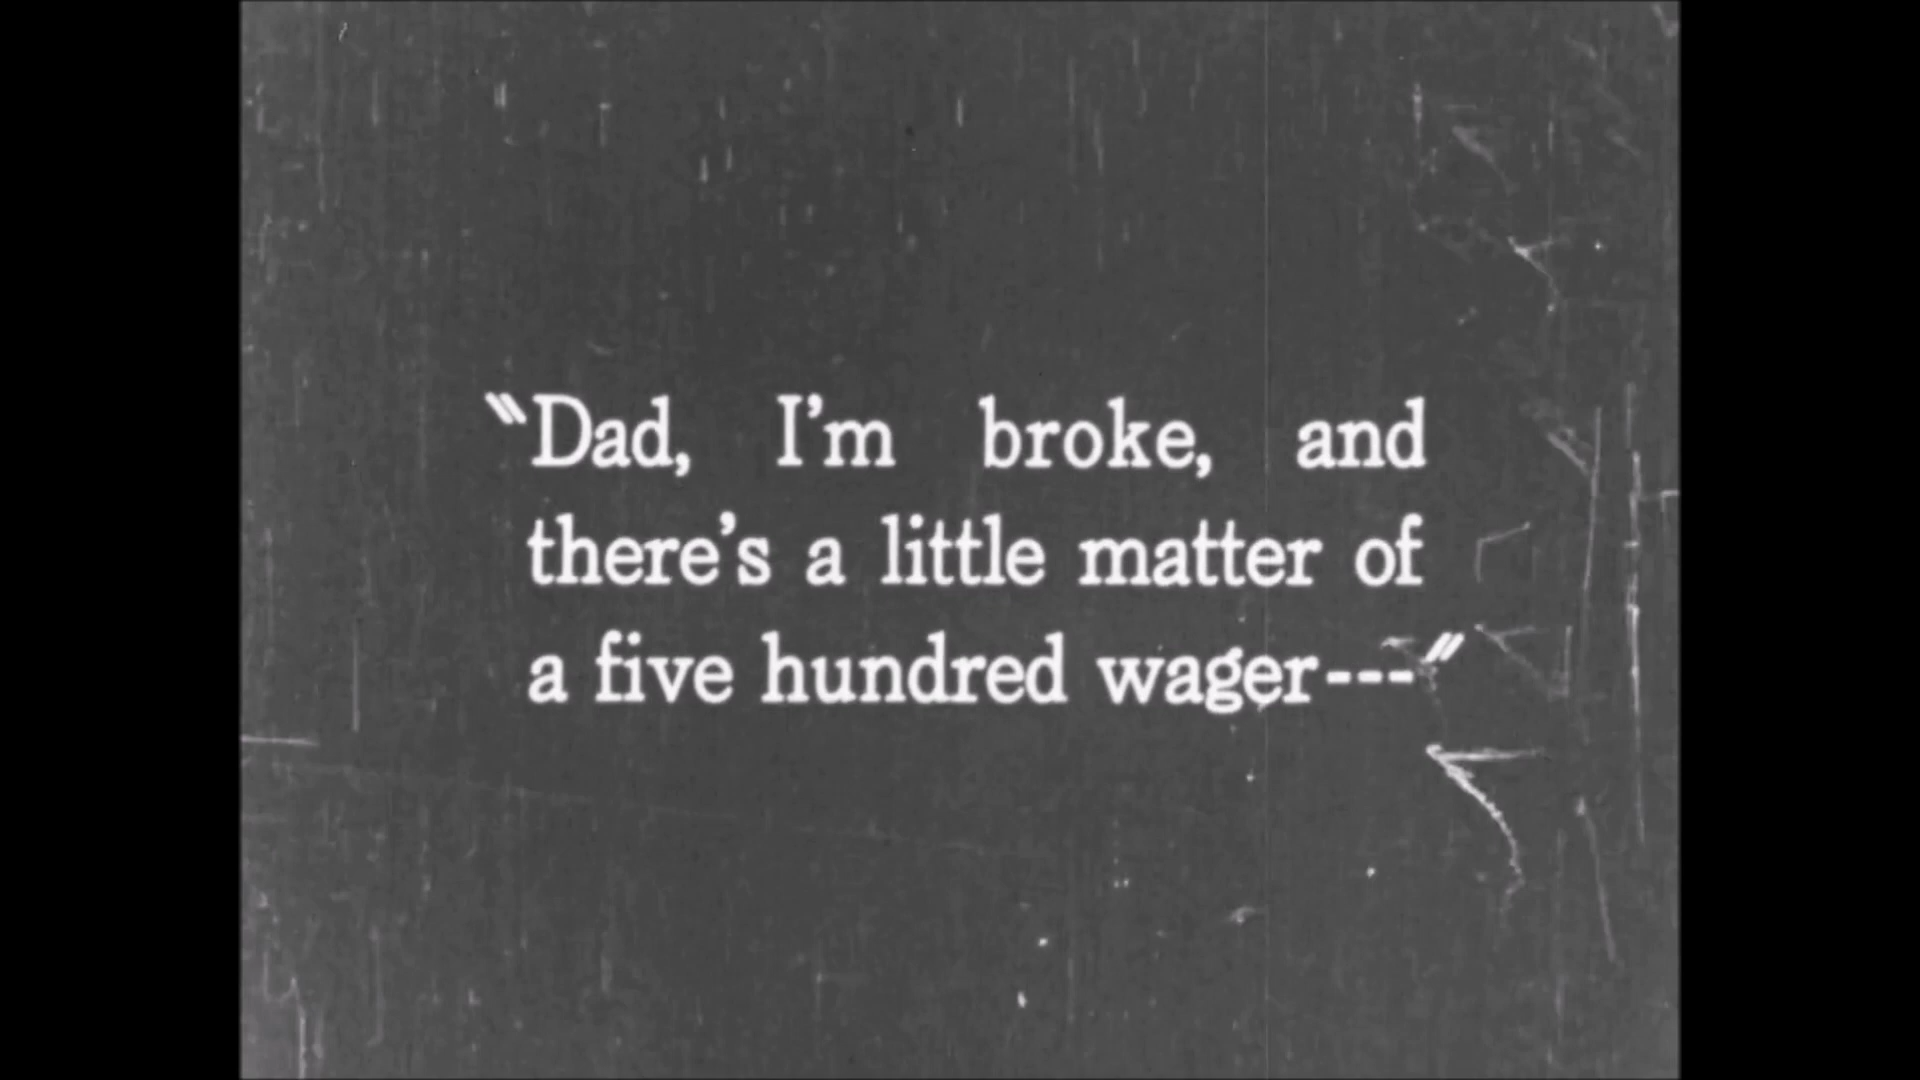 "Dad, I'm broke, and
there's a little matter of
a five hundred wager---"